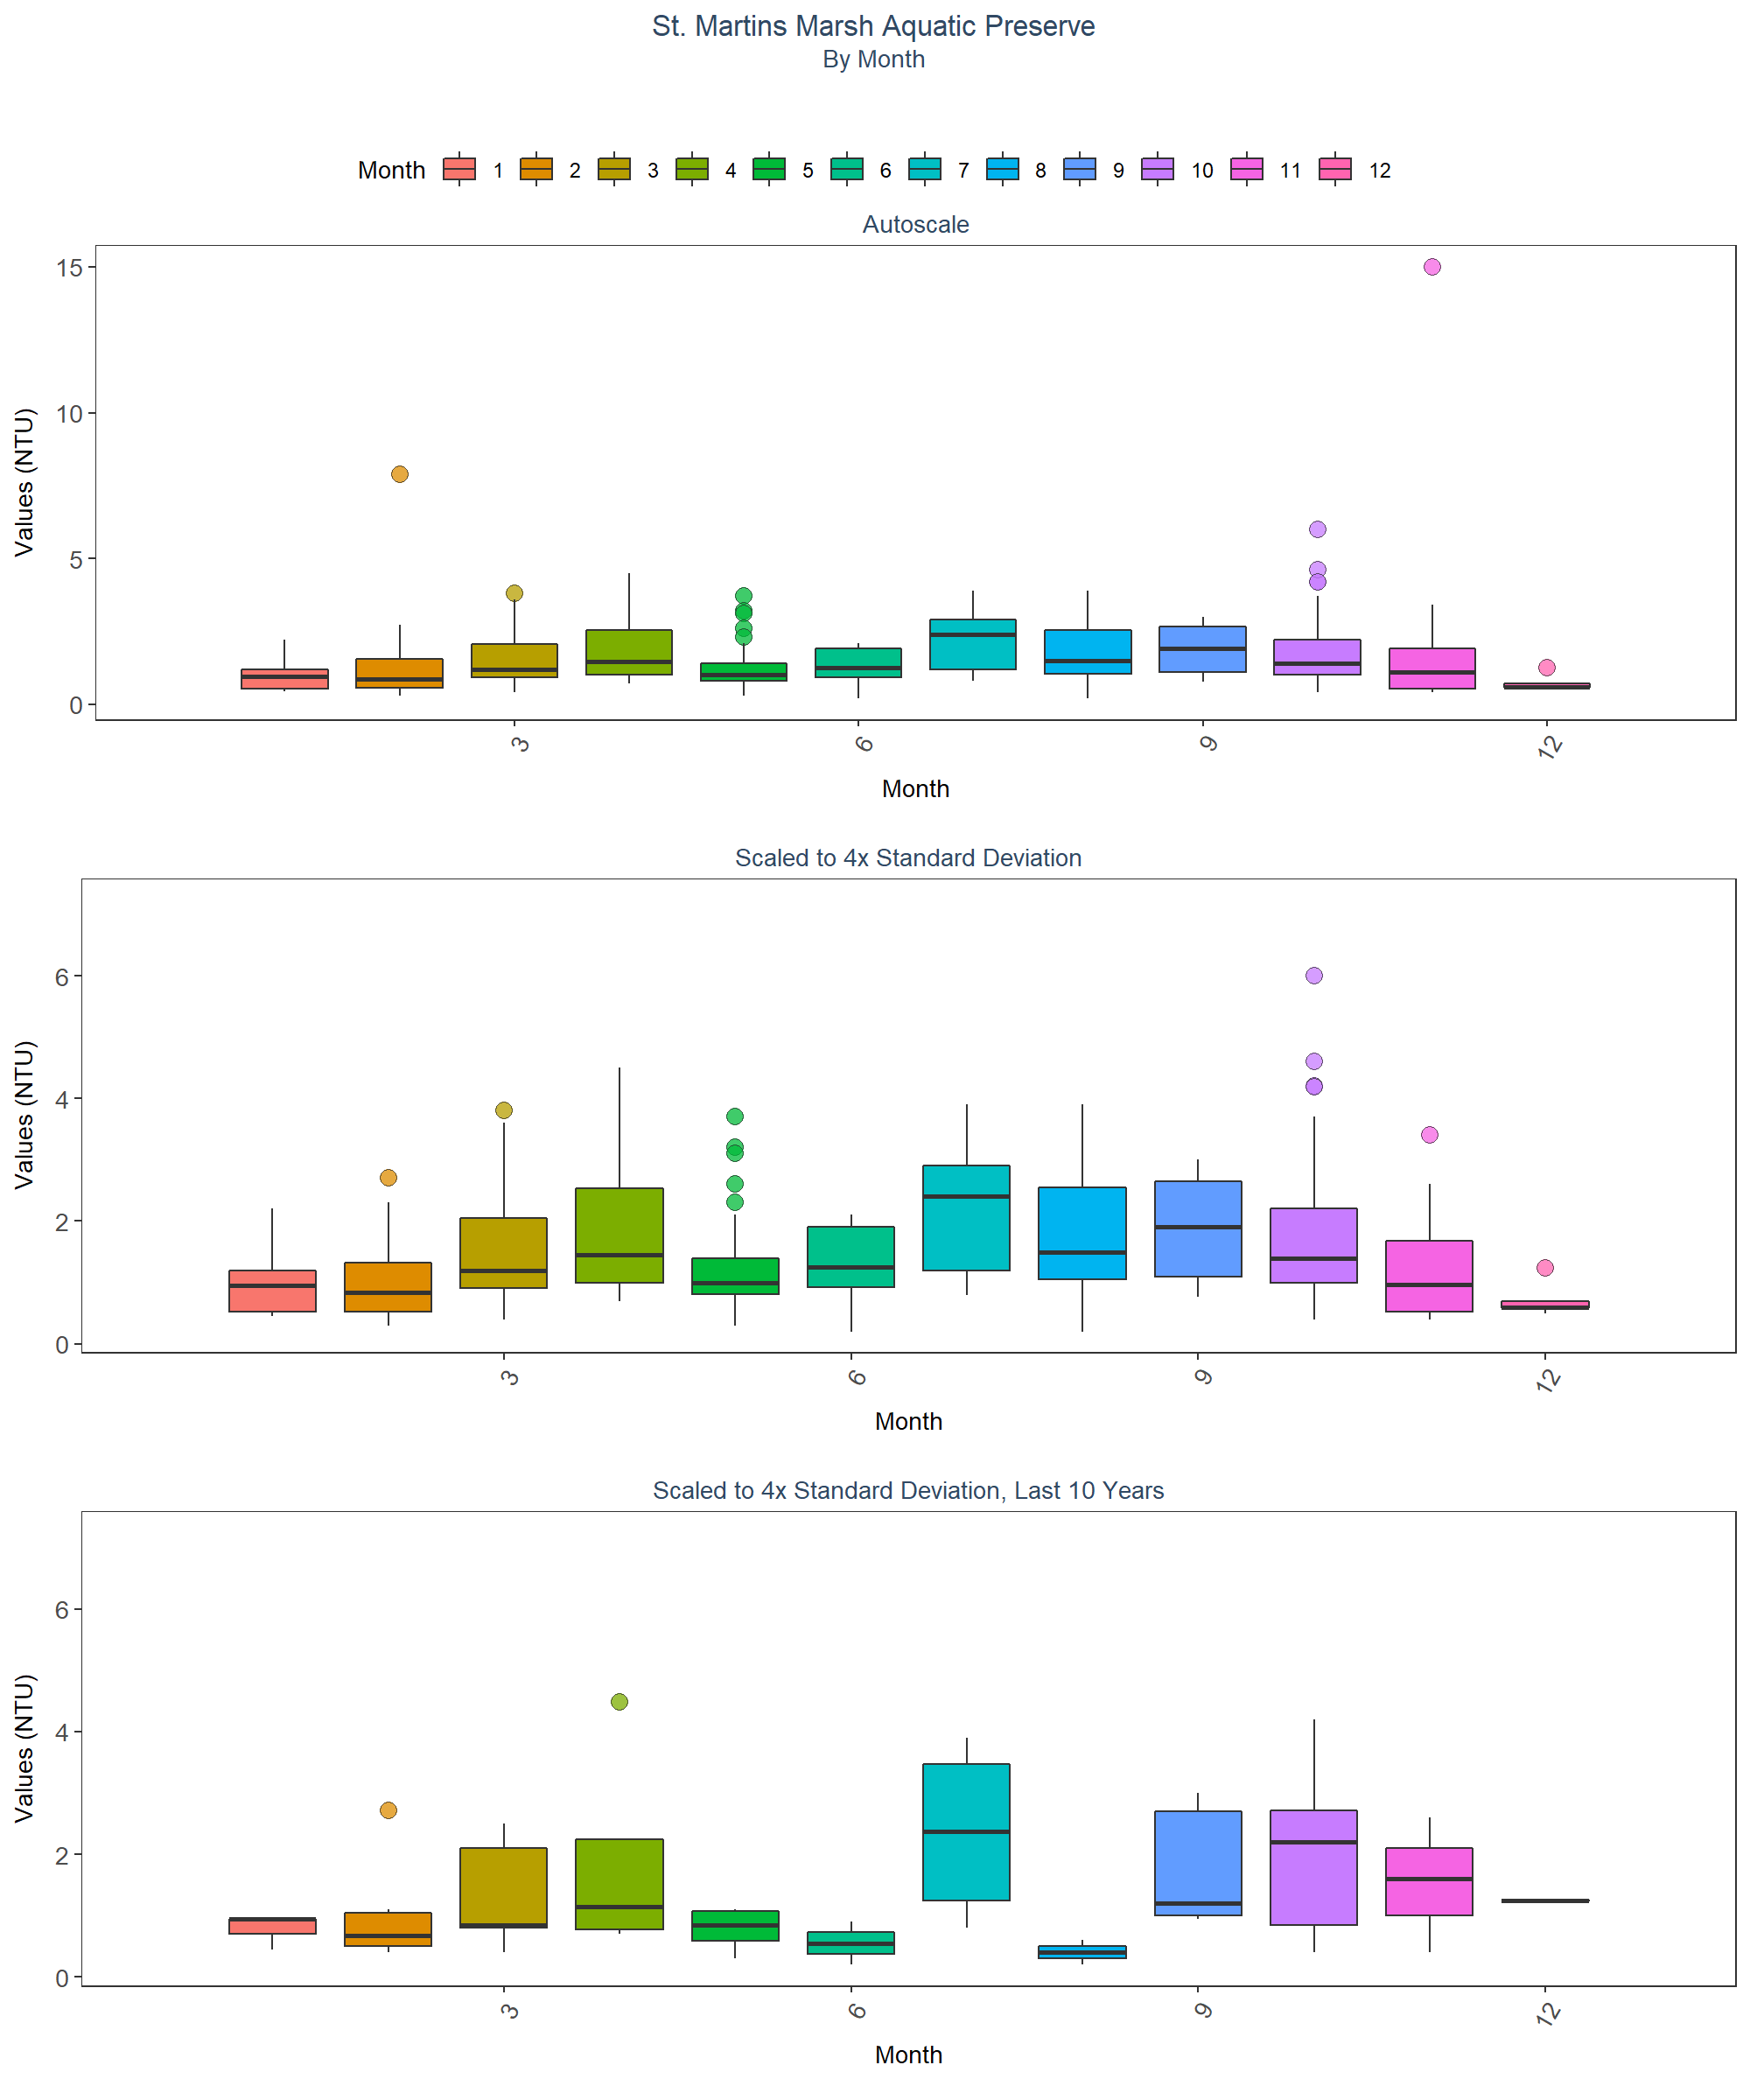 St. Martins Marsh Aquatic Preserve
By Month
Month 1 2 3 4 5 6 7 8 9 10 11 12
Autoscale
Values (NTU)
15
10
5
0
3 6 9 12
Month
Scaled to 4x Standard Deviation
Values (NTU)
6
4
2
0
3 6 9 12
Month
Scaled to 4x Standard Deviation, Last 10 Years
Values (NTU)
6
4
2
0
3 6 9 12
Month